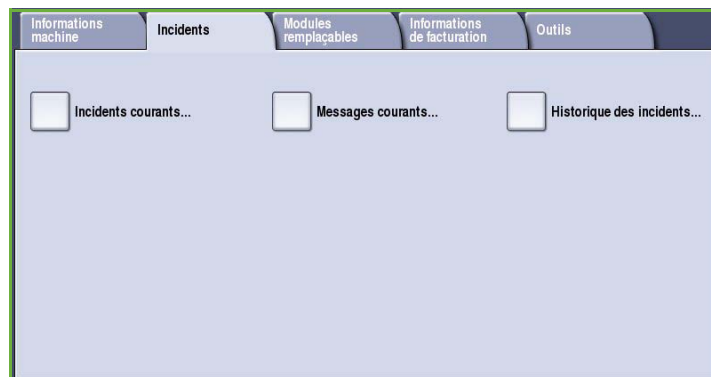 Informations
machine
Incidents
Modules
remplaçables
Informations
de facturation
Outils
Incidents courants...
Messages courants...
Historique des incidents...